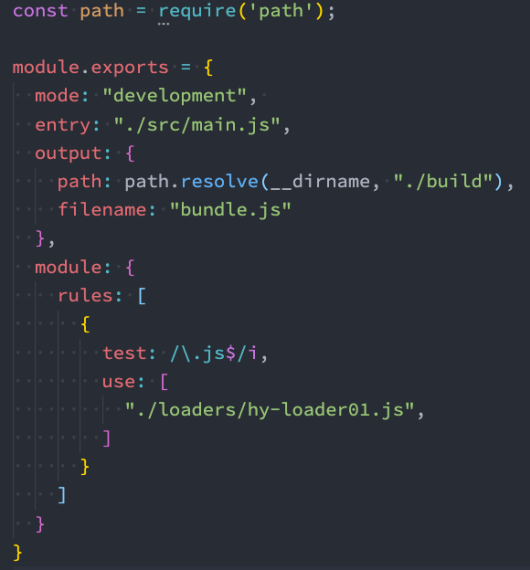 const path = require('path');

module.exports = {
  mode: "development",
  entry: "./src/main.js",
  output: {
    path: path.resolve(__dirname, "./build"),
    filename: "bundle.js"
  },
  module: {
    rules: [
      {
        test: /\.js$/i,
        use: [
          "./loaders/hy-loader01.js",
        ]
      }
    ]
  }
}